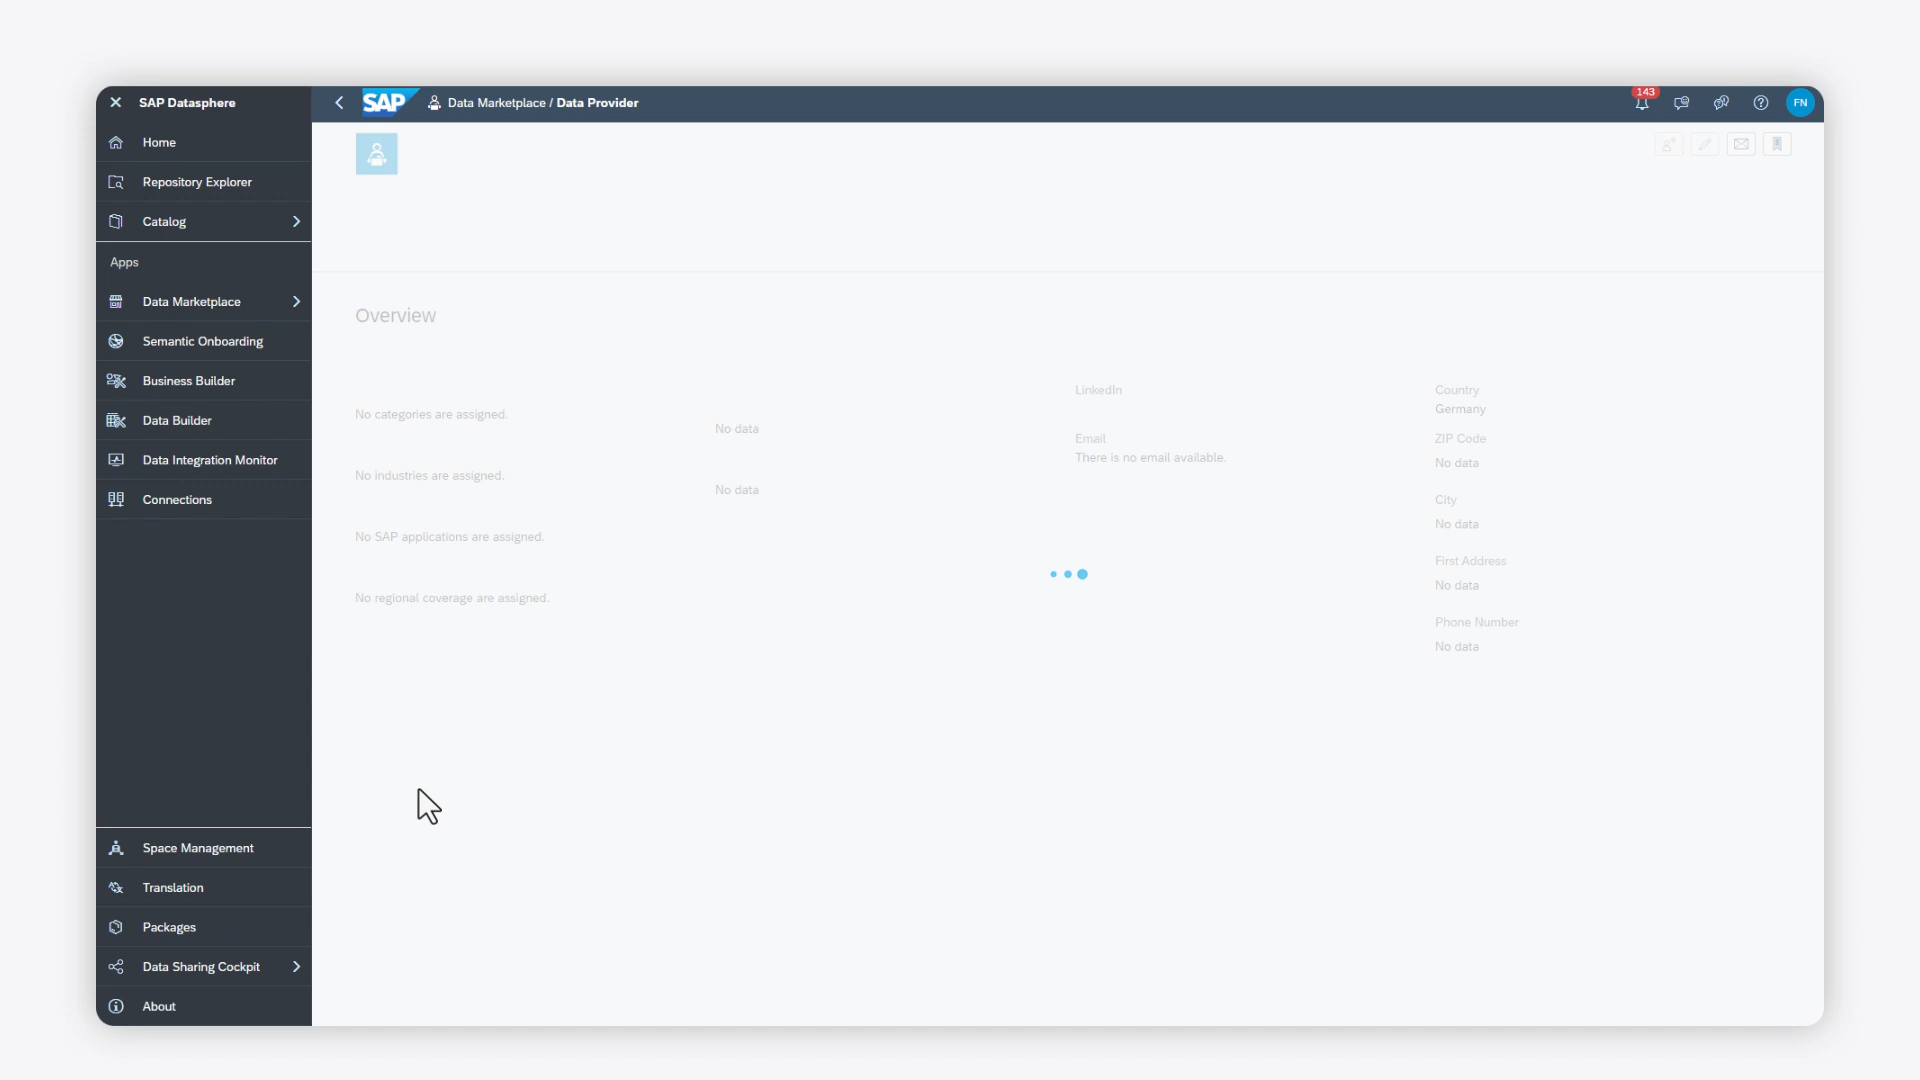 SAP Datasphere
SAP
Data Marketplace / Data Provider
143
FN
Home
Repository Explorer
Catalog
Apps
Data Marketplace
Semantic Onboarding
Business Builder
Data Builder
Data Integration Monitor
Connections
Space Management
Translation
Packages
Data Sharing Cockpit
About
Overview
No categories are assigned.
No industries are assigned.
No SAP applications are assigned.
No regional coverage are assigned.
No data
No data
LinkedIn
Email
There is no email available.
Country
Germany
ZIP Code
No data
City
No data
First Address
No data
Phone Number
No data